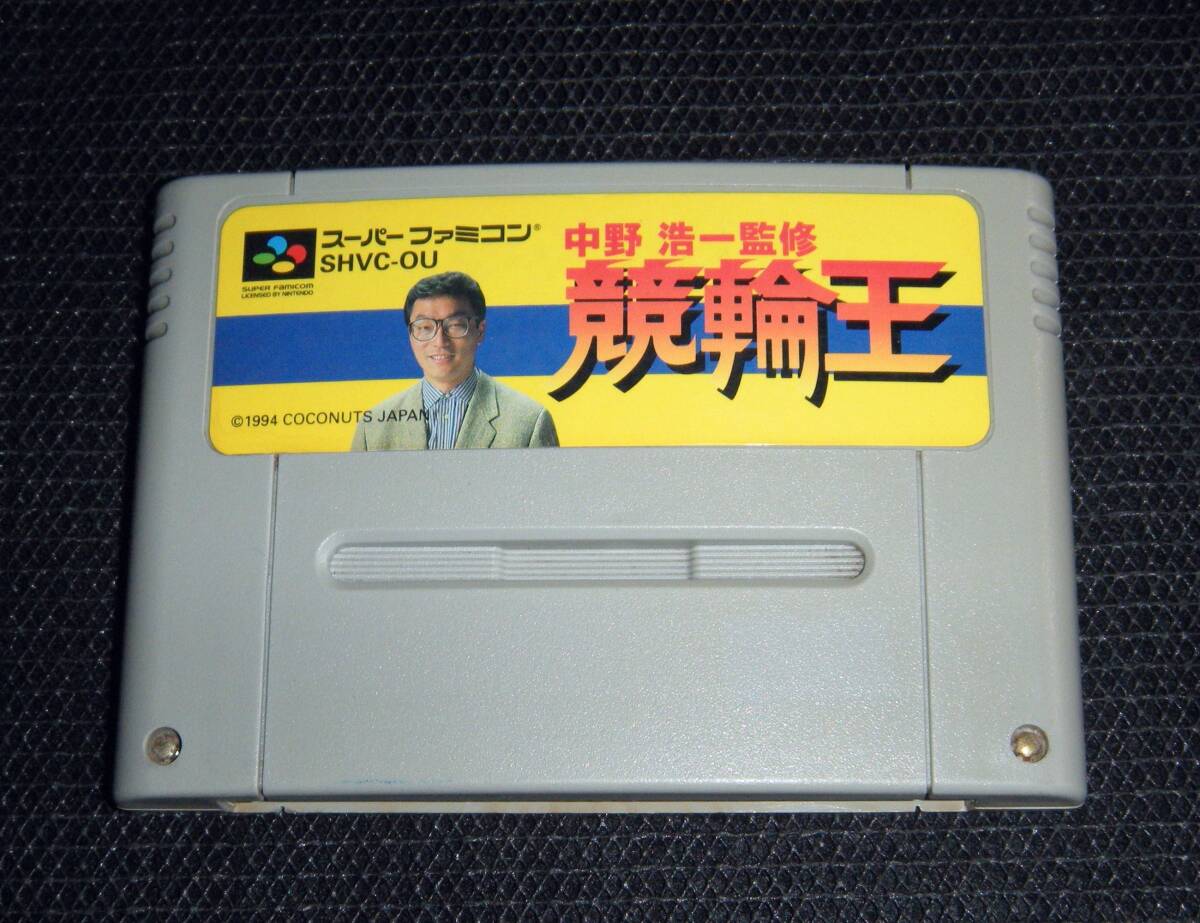 スーパーファミコン®
SHVC-OU
SUPER FAMICOM
LICENSED BY NINTENDO
中野 浩一監修
競輪王
©1994 COCONUTS JAPAN